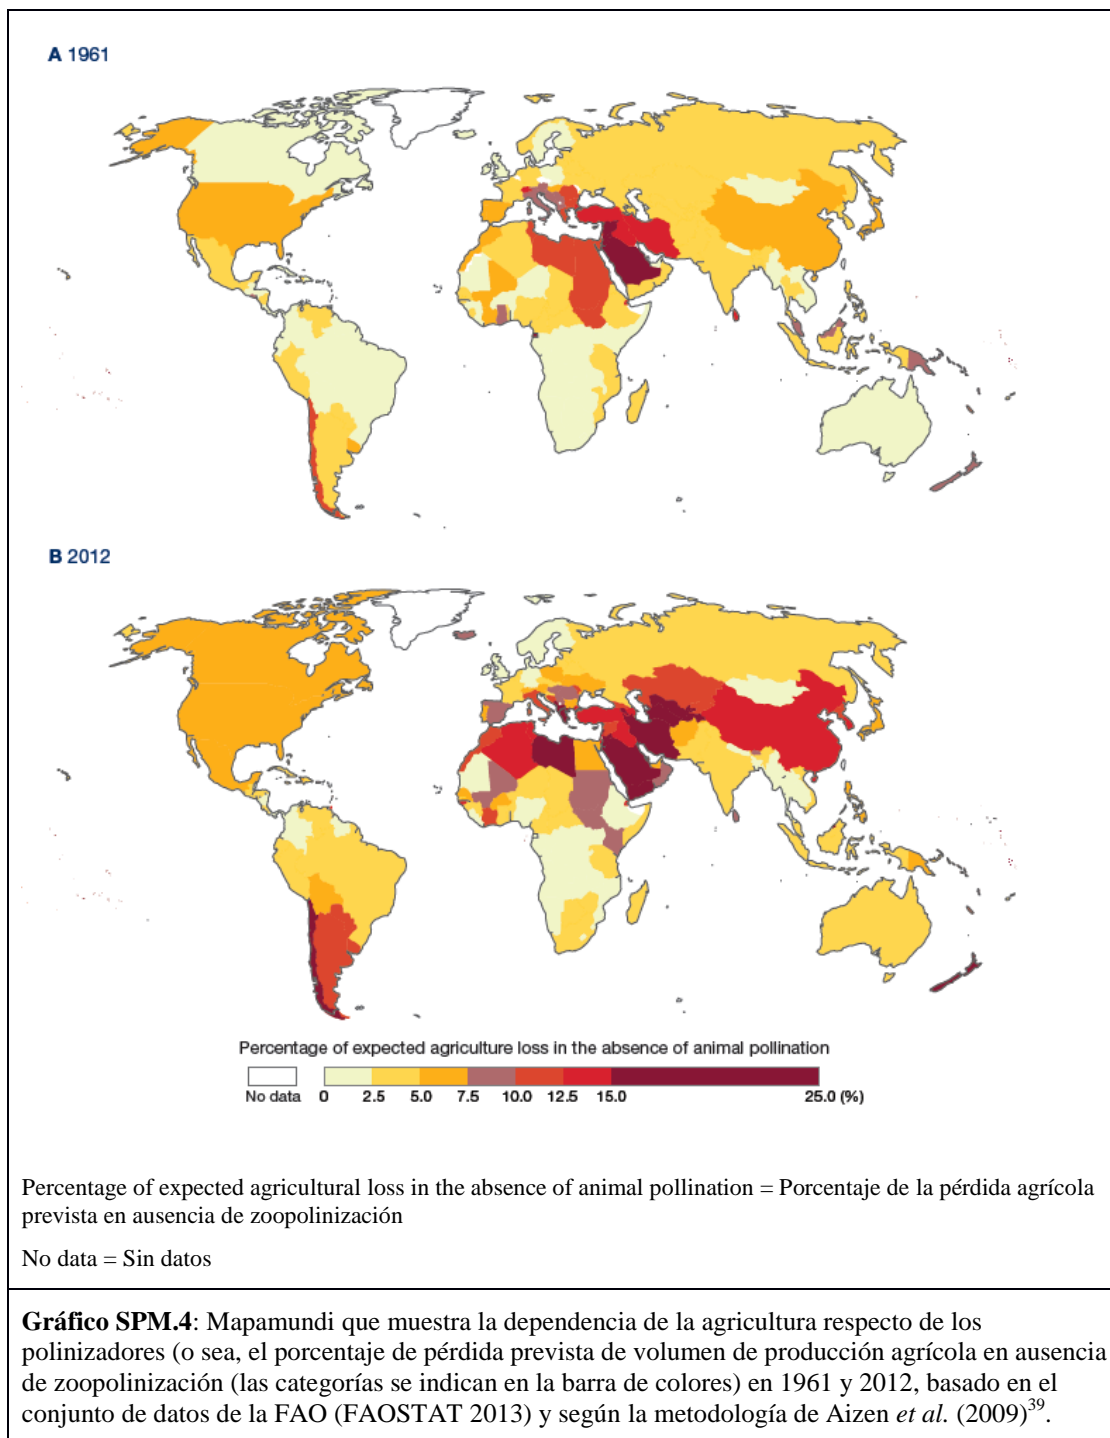 A 1961
B 2012
Percentage of expected agriculture loss in the absence of animal pollination
No data 0 2.5 5.0 7.5 10.0 12.5 15.0 25.0 (%)
Percentage of expected agricultural loss in the absence of animal pollination = Porcentaje de la pérdida agrícola
prevista en ausencia de zoopolinización
No data = Sin datos
Gráfico SPM.4: Mapamundi que muestra la dependencia de la agricultura respecto de los
polinizadores (o sea, el porcentaje de pérdida prevista de volumen de producción agrícola en ausencia
de zoopolinización (las categorías se indican en la barra de colores) en 1961 y 2012, basado en el
conjunto de datos de la FAO (FAOSTAT 2013) y según la metodología de Aizen et al. (2009)³⁹.